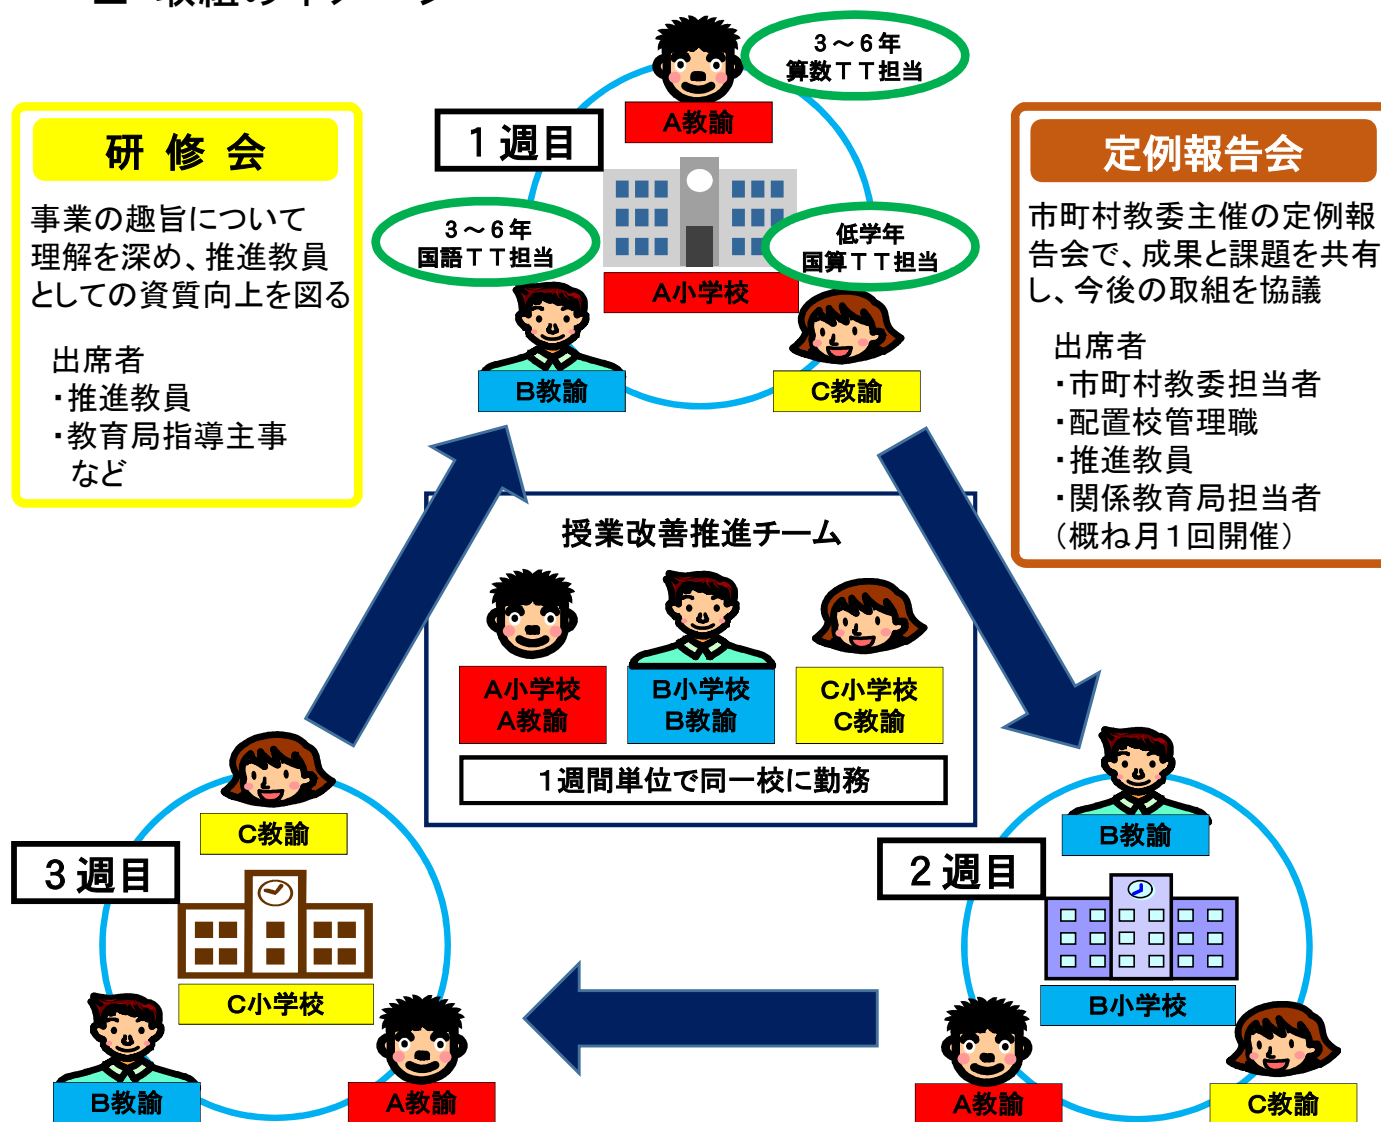 取組のイメージ
3～6年
算数TT担当
A教諭
1週目
3～6年
国語TT担当
低学年
国算TT担当
A小学校
B教諭
C教諭
研修会
事業の趣旨について
理解を深め、推進教員
としての資質向上を図る
出席者
・推進教員
・教育局指導主事
など
定例報告会
市町村教委主催の定例報
告会で、成果と課題を共有
し、今後の取組を協議
出席者
・市町村教委担当者
・配置校管理職
・推進教員
・関係教育局担当者
（概ね月1回開催）
授業改善推進チーム
A小学校
A教諭
B小学校
B教諭
C小学校
C教諭
1週間単位で同一校に勤務
B教諭
2週目
B小学校
A教諭
C教諭
C教諭
3週目
C小学校
B教諭
A教諭